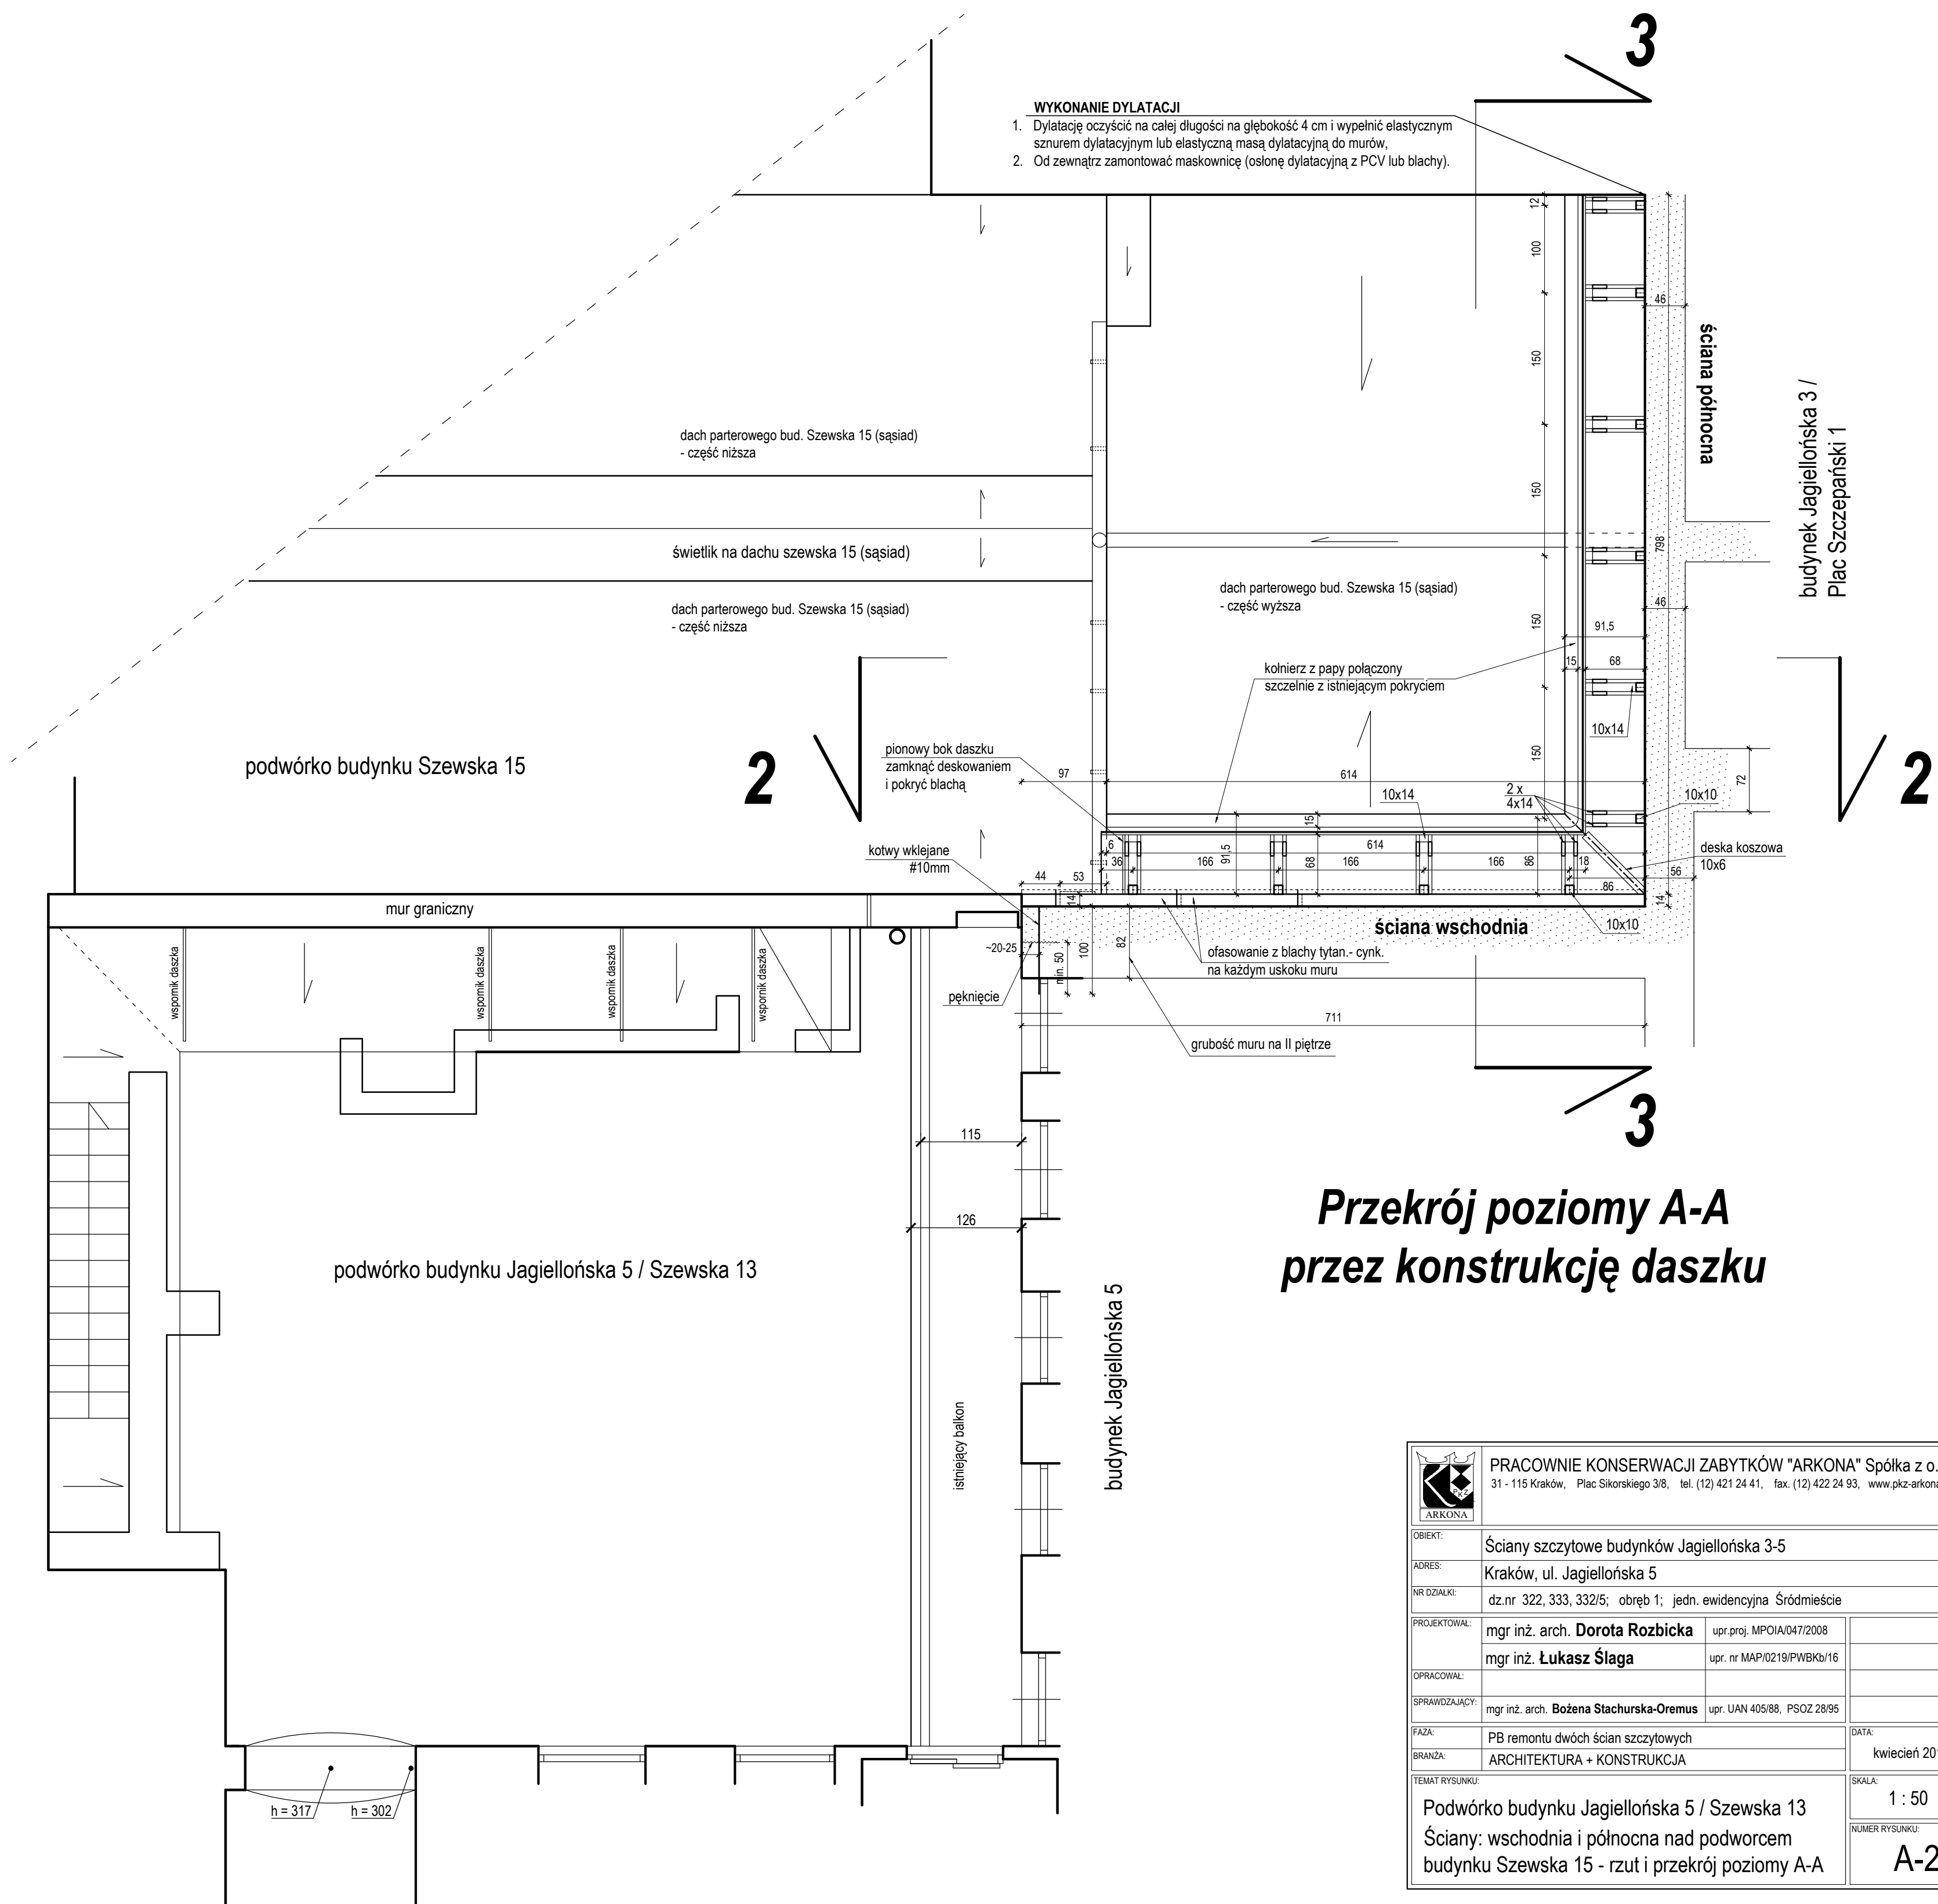 3
WYKONANIE DYLATACJI
1. Dylatację oczyścić na całej długości na głębokość 4 cm i wypełnić elastycznym
sznurem dylatacyjnym lub elastyczną masą dylatacyjną do murów,
2. Od zewnątrz zamontować maskownicę (osłonę dylatacyjną z PCV lub blachy).
12
100
46
150
ściana północna
budynek Jagiellońska 3 /
Plac Szczepański 1
dach parterowego bud. Szewska 15 (sąsiad)
- część niższa
150
798
świetlik na dachu szewska 15 (sąsiad)
dach parterowego bud. Szewska 15 (sąsiad)
- część wyższa
dach parterowego bud. Szewska 15 (sąsiad)
- część niższa
46
150
91,5
15
68
kołnierz z papy połączony
szczelnie z istniejącym pokryciem
10x14
150
podwórko budynku Szewska 15
2
pionowy bok daszku
zamknąć deskowaniem
i pokryć blachą
97
614
72
2
10x14
2 x
4x14
10x10
15
kotwy wklejane
#10mm
6
614
deska koszowa
10x6
36
166
91,5
68
166
166
86
18
56
44
53
86
14
14
mur graniczny
ściana wschodnia
10x10
~20-25
min. 50
100
82
ofasowanie z blachy tytan.- cynk.
na każdym uskoku muru
wspornik daszka
wspornik daszka
wspornik daszka
wspornik daszka
pęknięcie
711
grubość muru na II piętrze
3
115
126
Przekrój poziomy A-A
przez konstrukcję daszku
podwórko budynku Jagiellońska 5 / Szewska 13
budynek Jagiellońska 5
istniejący balkon
h = 317
h = 302
PKZ
ARKONA
PRACOWNIE KONSERWACJI ZABYTKÓW "ARKONA" Spółka z o.
31 - 115 Kraków, Plac Sikorskiego 3/8, tel. (12) 421 24 41, fax. (12) 422 24 93, www.pkz-arkona
OBIEKT:
Ściany szczytowe budynków Jagiellońska 3-5
ADRES:
Kraków, ul. Jagiellońska 5
NR DZIAŁKI:
dz.nr 322, 333, 332/5; obręb 1; jedn. ewidencyjna Śródmieście
PROJEKTOWAŁ:
mgr inż. arch. Dorota Rozbicka
upr.proj. MPOIA/047/2008
mgr inż. Łukasz Ślaga
upr. nr MAP/0219/PWBKb/16
OPRACOWAŁ:
SPRAWDZAJĄCY:
mgr inż. arch. Bożena Stachurska-Oremus
upr. UAN 405/88, PSOZ 28/95
FAZA:
PB remontu dwóch ścian szczytowych
DATA:
kwiecień 20
BRANŻA:
ARCHITEKTURA + KONSTRUKCJA
TEMAT RYSUNKU:
Podwórko budynku Jagiellońska 5 / Szewska 13
Ściany: wschodnia i północna nad podworcem
budynku Szewska 15 - rzut i przekrój poziomy A-A
SKALA:
1 : 50
NUMER RYSUNKU:
A-2